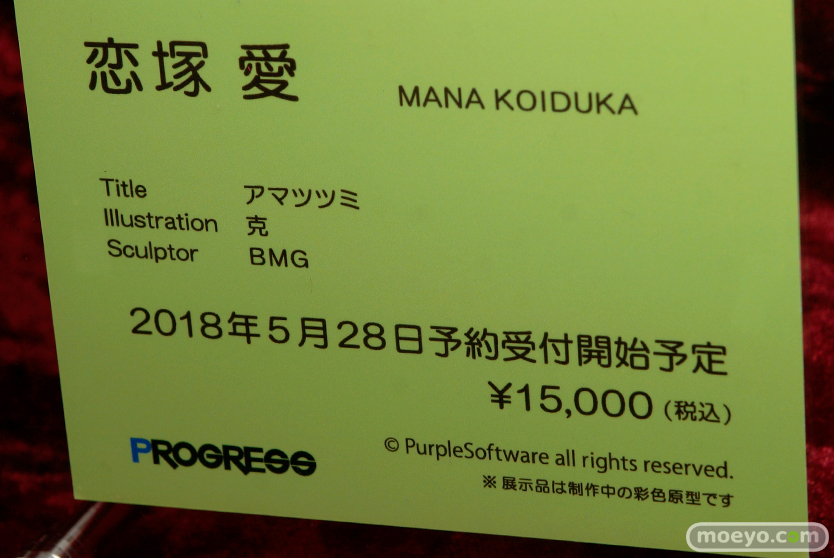 恋塚 愛 MANA KOIDUKA
Title アマツツミ
Illustration 克
Sculptor BMG
2018年5月28日予約受付開始予定
¥15,000(税込)
PROGRESS
© PurpleSoftware all rights reserved.
※展示品は制作中の彩色原型です
moeyo.com